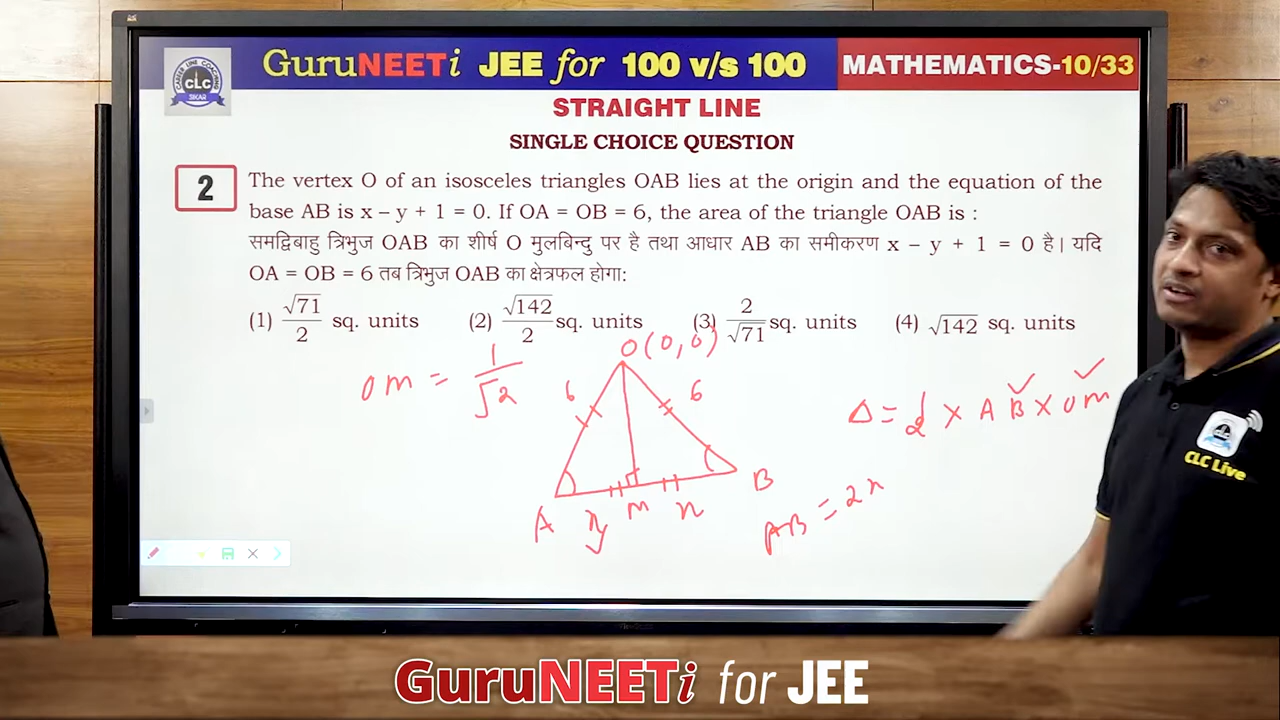 GuruNEETi JEE for 100 v/s 100 MATHEMATICS-10/33
CAREER LINE COACHING CLC SIKAR
STRAIGHT LINE
SINGLE CHOICE QUESTION
2 The vertex O of an isosceles triangles OAB lies at the origin and the equation of the
base AB is x – y + 1 = 0. If OA = OB = 6, the area of the triangle OAB is :
समद्विबाहु त्रिभुज OAB का शीर्ष O मुलबिन्दु पर है तथा आधार AB का समीकरण x – y + 1 = 0 है। यदि
OA = OB = 6 तब त्रिभुज OAB का क्षेत्रफल होगा:
(1) √71/2 sq. units (2) √142/2 sq. units (3) 2/√71 sq. units (4) √142 sq. units
O(0,0)
OM = 1/√2
6 6
Δ = 1/2 × AB × OM
A x M x B
AB = 2x
CLC Live
GuruNEETi for JEE